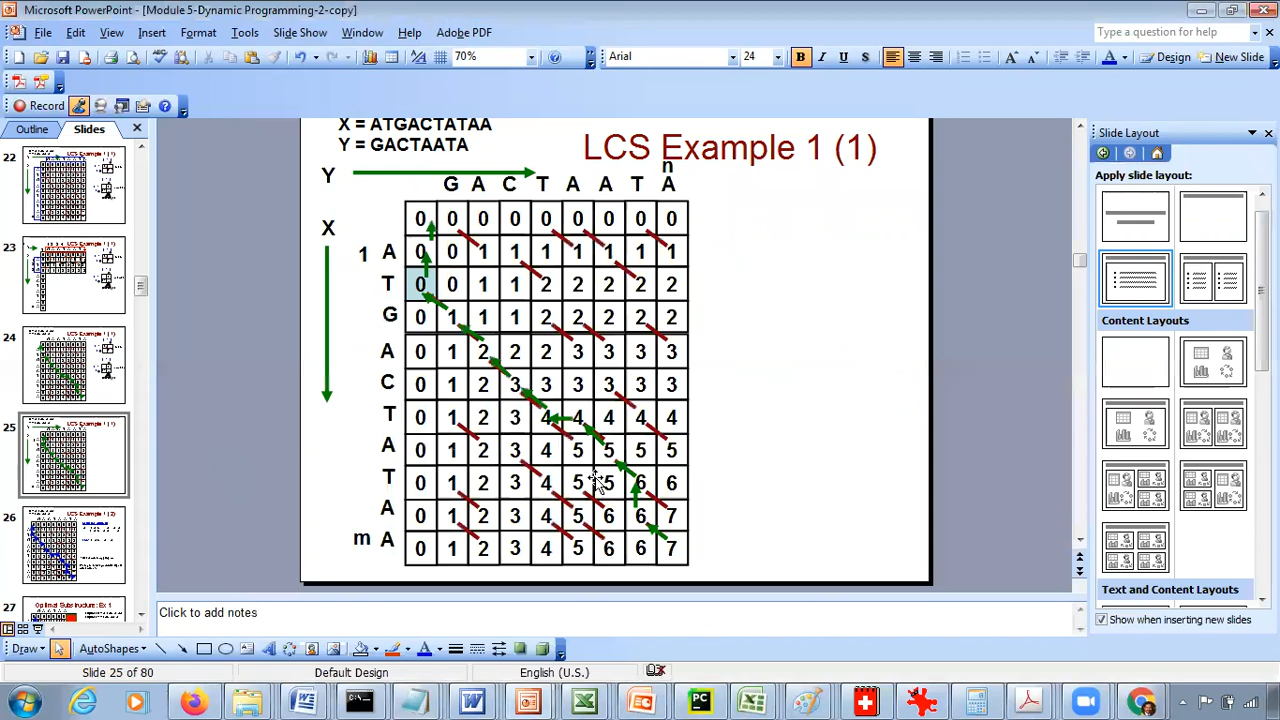 Microsoft PowerPoint - [Module 5-Dynamic Programming-2-copy]
File Edit View Insert Format Tools Slide Show Window Help Adobe PDF
Type a question for help
70% Arial 24 B I U S A Design New Slide
Record
Outline Slides
Slide Layout
Apply slide layout:
Content Layouts
Text and Content Layouts
Show when inserting new slides
22
23
24
25
26
27
Optimal Substructure: Ex 1
X = ATGACTATAA
Y = GACTAATA
LCS Example 1 (1)
n
Y G A C T A A T A
X 0 0 0 0 0 0 0 0 0
1 A 0 0 1 1 1 1 1 1 1
T 0 0 1 1 2 2 2 2 2
G 0 1 1 1 2 2 2 2 2
A 0 1 2 2 2 3 3 3 3
C 0 1 2 3 3 3 3 3 3
T 0 1 2 3 4 4 4 4 4
A 0 1 2 3 4 5 5 5 5
T 0 1 2 3 4 5 5 6 6
A 0 1 2 3 4 5 6 6 7
m A 0 1 2 3 4 5 6 6 7
Click to add notes
Draw AutoShapes
Slide 25 of 80 Default Design English (U.S.)